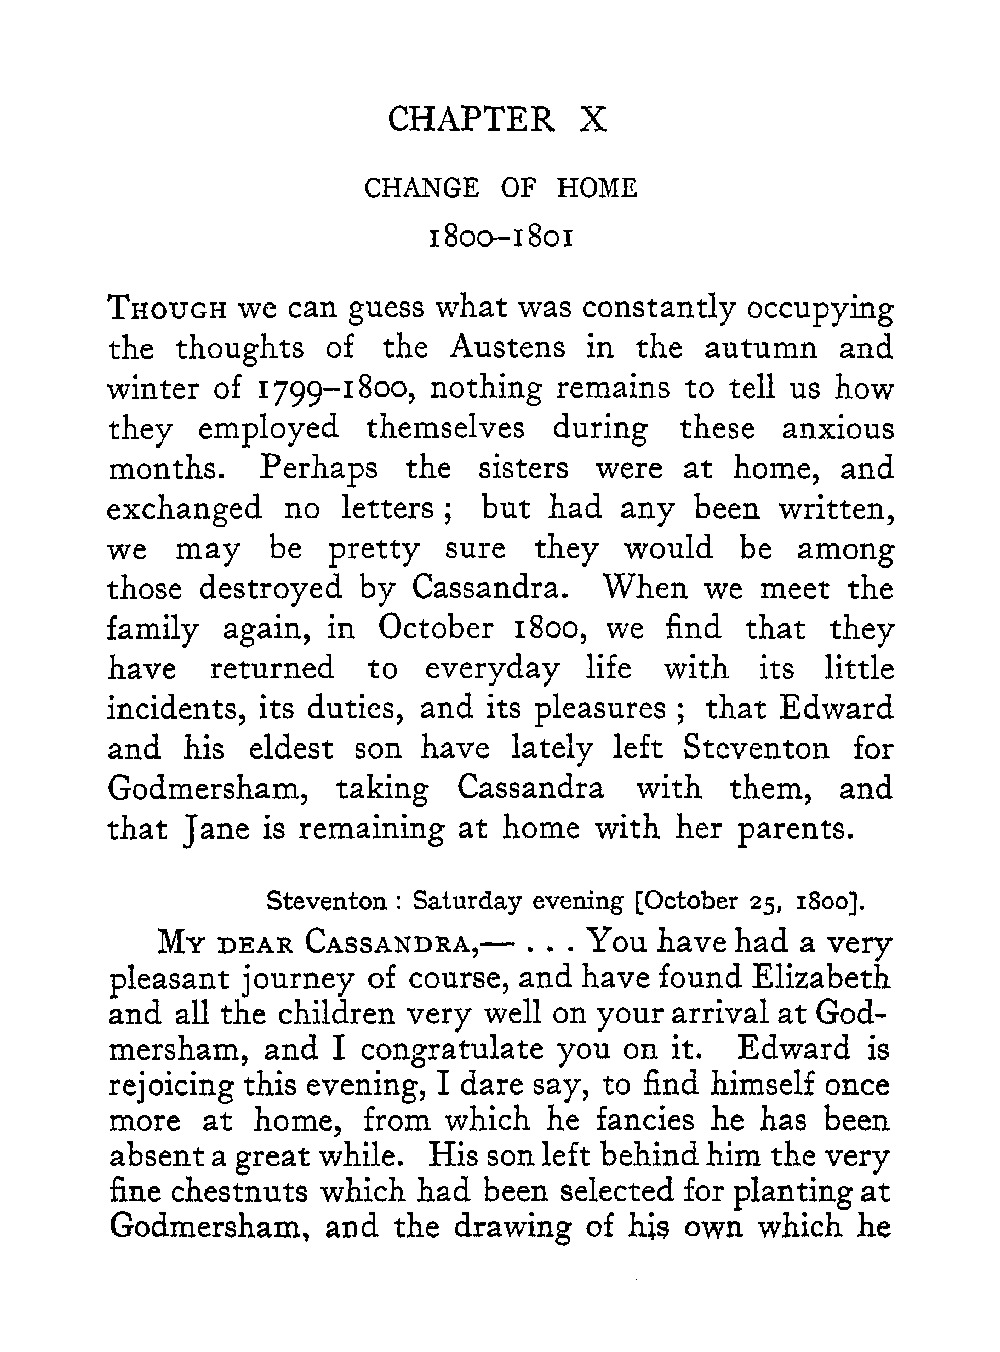 CHAPTER X
CHANGE OF HOME
1800–1801
THOUGH we can guess what was constantly occupying
the thoughts of the Austens in the autumn and
winter of 1799–1800, nothing remains to tell us how
they employed themselves during these anxious
months. Perhaps the sisters were at home, and
exchanged no letters ; but had any been written,
we may be pretty sure they would be among
those destroyed by Cassandra. When we meet the
family again, in October 1800, we find that they
have returned to everyday life with its little
incidents, its duties, and its pleasures ; that Edward
and his eldest son have lately left Steventon for
Godmersham, taking Cassandra with them, and
that Jane is remaining at home with her parents.
Steventon : Saturday evening [October 25, 1800].
MY DEAR CASSANDRA,— . . . You have had a very
pleasant journey of course, and have found Elizabeth
and all the children very well on your arrival at God-
mersham, and I congratulate you on it. Edward is
rejoicing this evening, I dare say, to find himself once
more at home, from which he fancies he has been
absent a great while. His son left behind him the very
fine chestnuts which had been selected for planting at
Godmersham, and the drawing of his own which he